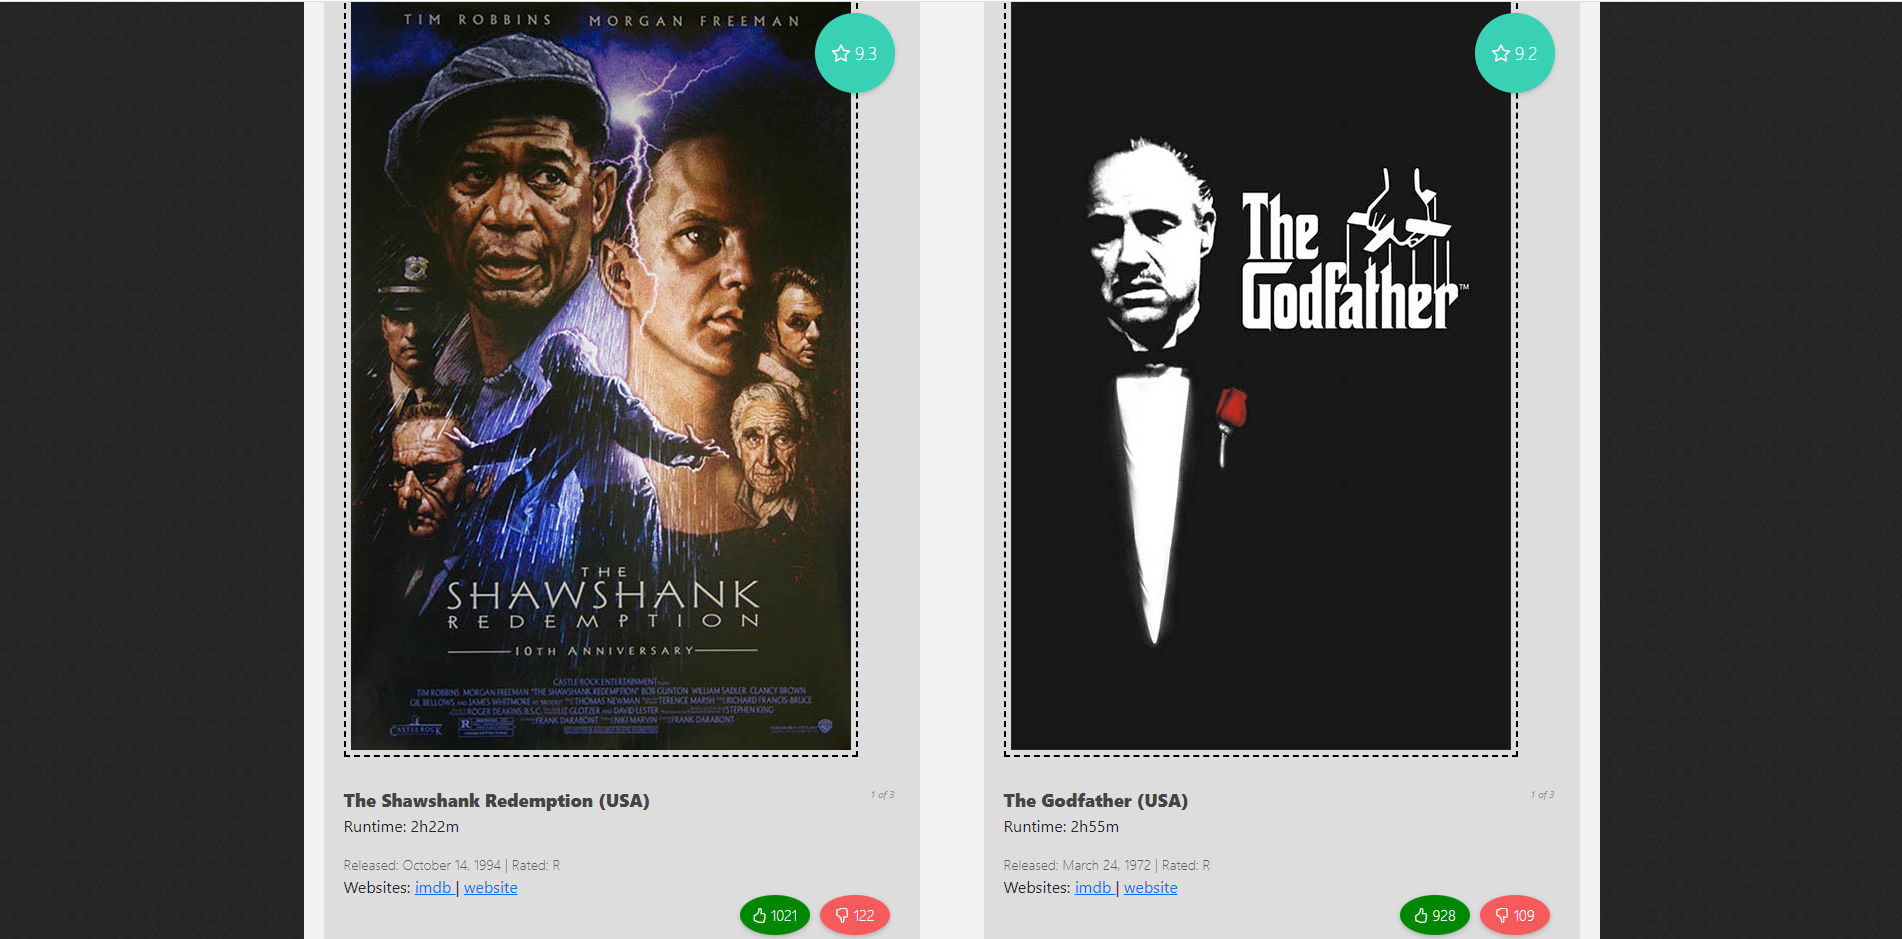 TIM ROBBINS MORGAN FREEMAN
9.3
THE
SHAWSHANK
REDEMPTION
10TH ANNIVERSARY
CASTLE ROCK ENTERTAINMENT
TIM ROBBINS MORGAN FREEMAN "THE SHAWSHANK REDEMPTION" BOB GUNTON WILLIAM SADLER CLANCY BROWN
GIL BELLOWS AND JAMES WHITMORE THOMAS NEWMAN TERENCE MARSH RICHARD FRANCIS-BRUCE
ROGER DEAKINS, B.S.C. LIZ GLOTZER AND DAVID LESTER STEPHEN KING
FRANK DARABONT NIKI MARVIN FRANK DARABONT
CASTLE ROCK
R
The Shawshank Redemption (USA)
1 of 3
Runtime: 2h22m
Released: October 14, 1994 | Rated: R
Websites: imdb | website
1021 122
9.2
The
Godfather™
The Godfather (USA)
1 of 3
Runtime: 2h55m
Released: March 24, 1972 | Rated: R
Websites: imdb | website
928 109